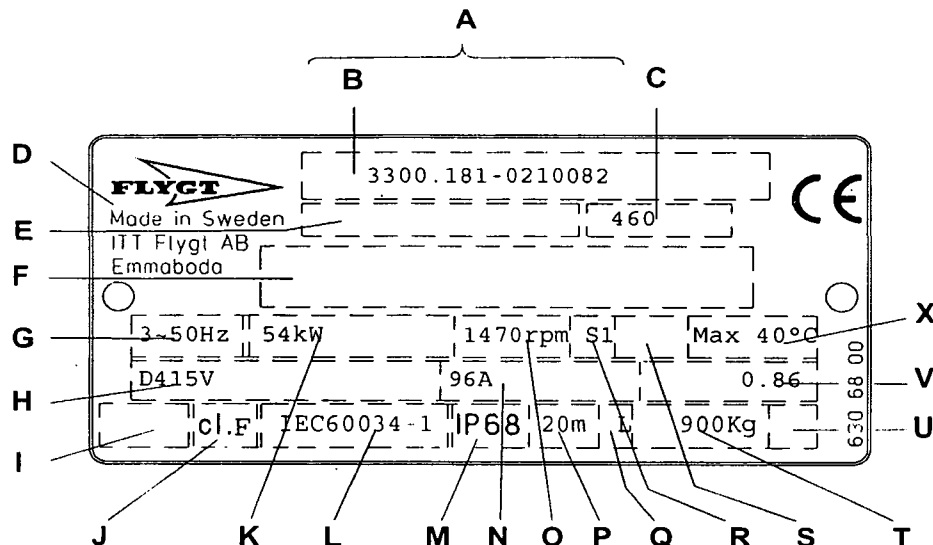 A
B C
D
FLYGT 3300.181-0210082 CE
Made in Sweden
E 460
ITT Flygt AB
Emmaboda
F
G 3~50Hz 54kW 1470rpm S1 Max 40°C X
H D415V 96A 0.86 V
I cl.F IEC60034-1 IP68 20m L 900Kg U
630 68 00
J K L M N O P Q R S T